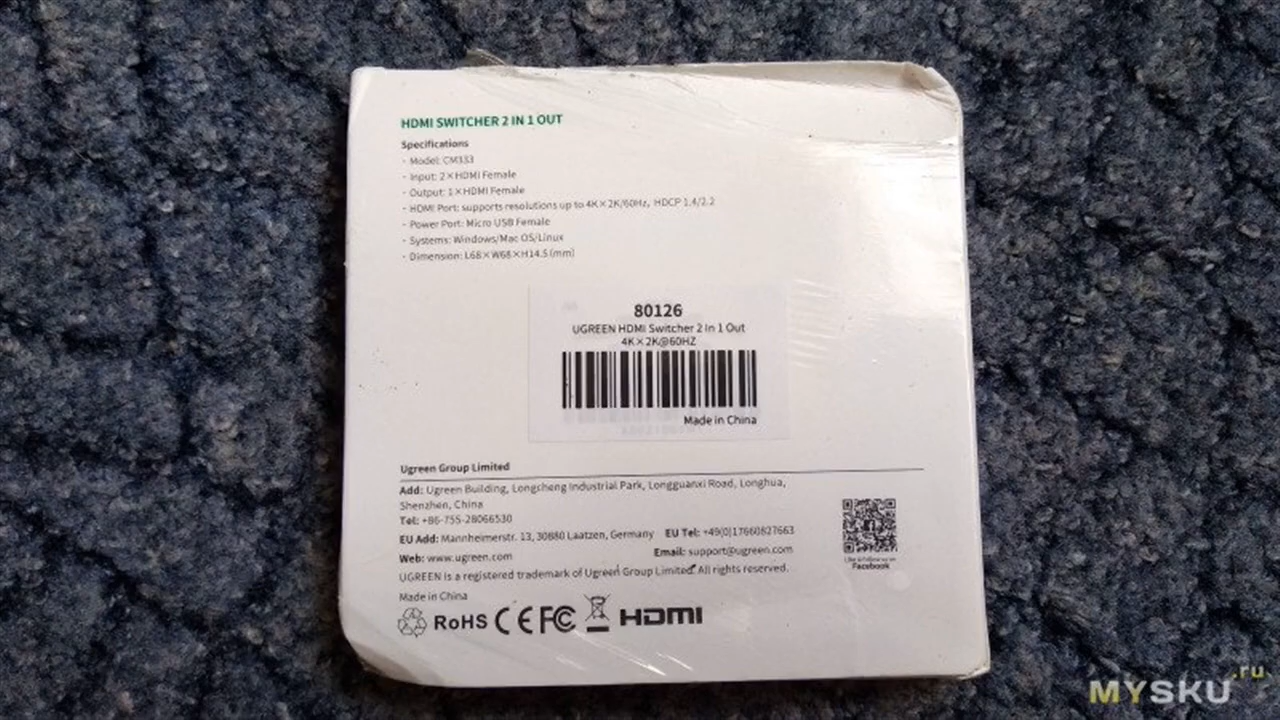 HDMI SWITCHER 2 IN 1 OUT
Specifications
· Model: CM333
· Input: 2×HDMI Female
· Output: 1×HDMI Female
· HDMI Port: supports resolutions up to 4K×2K/60Hz, HDCP 1.4/2.2
· Power Port: Micro USB Female
· Systems: Windows/Mac OS/Linux
· Dimension: L68×W68×H14.5 (mm)
80126
UGREEN HDMI Switcher 2 In 1 Out
4K×2K@60HZ
Made in China
Ugreen Group Limited
Add: Ugreen Building, Longcheng Industrial Park, Longguanxi Road, Longhua,
Shenzhen, China
Tel: +86-755-28066530
EU Add: Mannheimerstr. 13, 30880 Laatzen, Germany EU Tel: +49(0)17660827663
Web: www.ugreen.com Email: support@ugreen.com
UGREEN is a registered trademark of Ugreen Group Limited. All rights reserved.
Made in China
RoHS CE FC HDMI
Like & follow us on
Facebook
MYSKU.ru